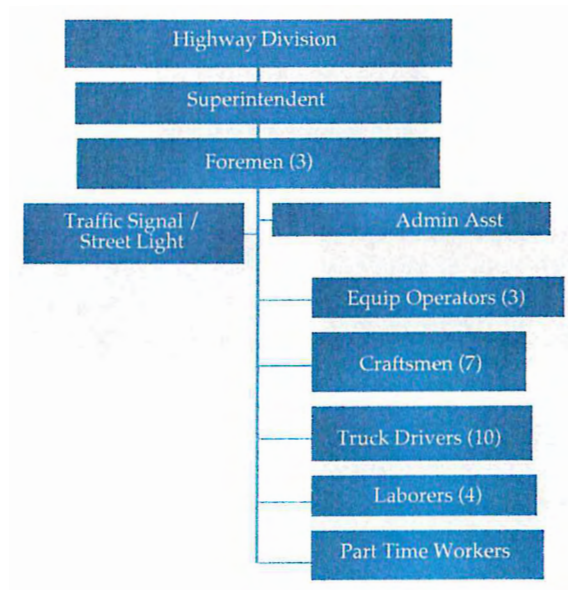 Highway Division
Superintendent
Foremen (3)
Traffic Signal /
Street Light
Admin Asst
Equip Operators (3)
Craftsmen (7)
Truck Drivers (10)
Laborers (4)
Part Time Workers